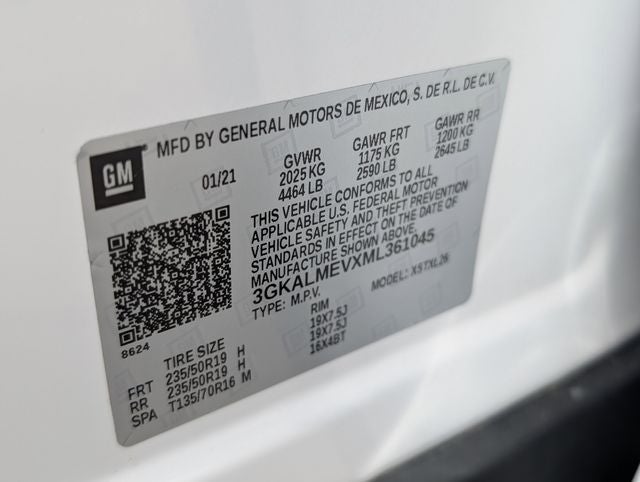 MFD BY GENERAL MOTORS DE MEXICO, S. DE R.L. DE C.V.
GM
01/21
GVWR
2025 KG
4464 LB
GAWR FRT
1175 KG
2590 LB
GAWR RR
1200 KG
2645 LB
THIS VEHICLE CONFORMS TO ALL
APPLICABLE U.S. FEDERAL MOTOR
VEHICLE SAFETY AND THEFT PREVENTION
STANDARDS IN EFFECT ON THE DATE OF
MANUFACTURE SHOWN ABOVE.
3GKALMEVXML361045
TYPE: M.P.V. MODEL: XSTXL26
8624
TIRE SIZE RIM
FRT 235/50R19 H 19X7.5J
RR 235/50R19 H 19X7.5J
SPA T135/70R16 M 16X4BT